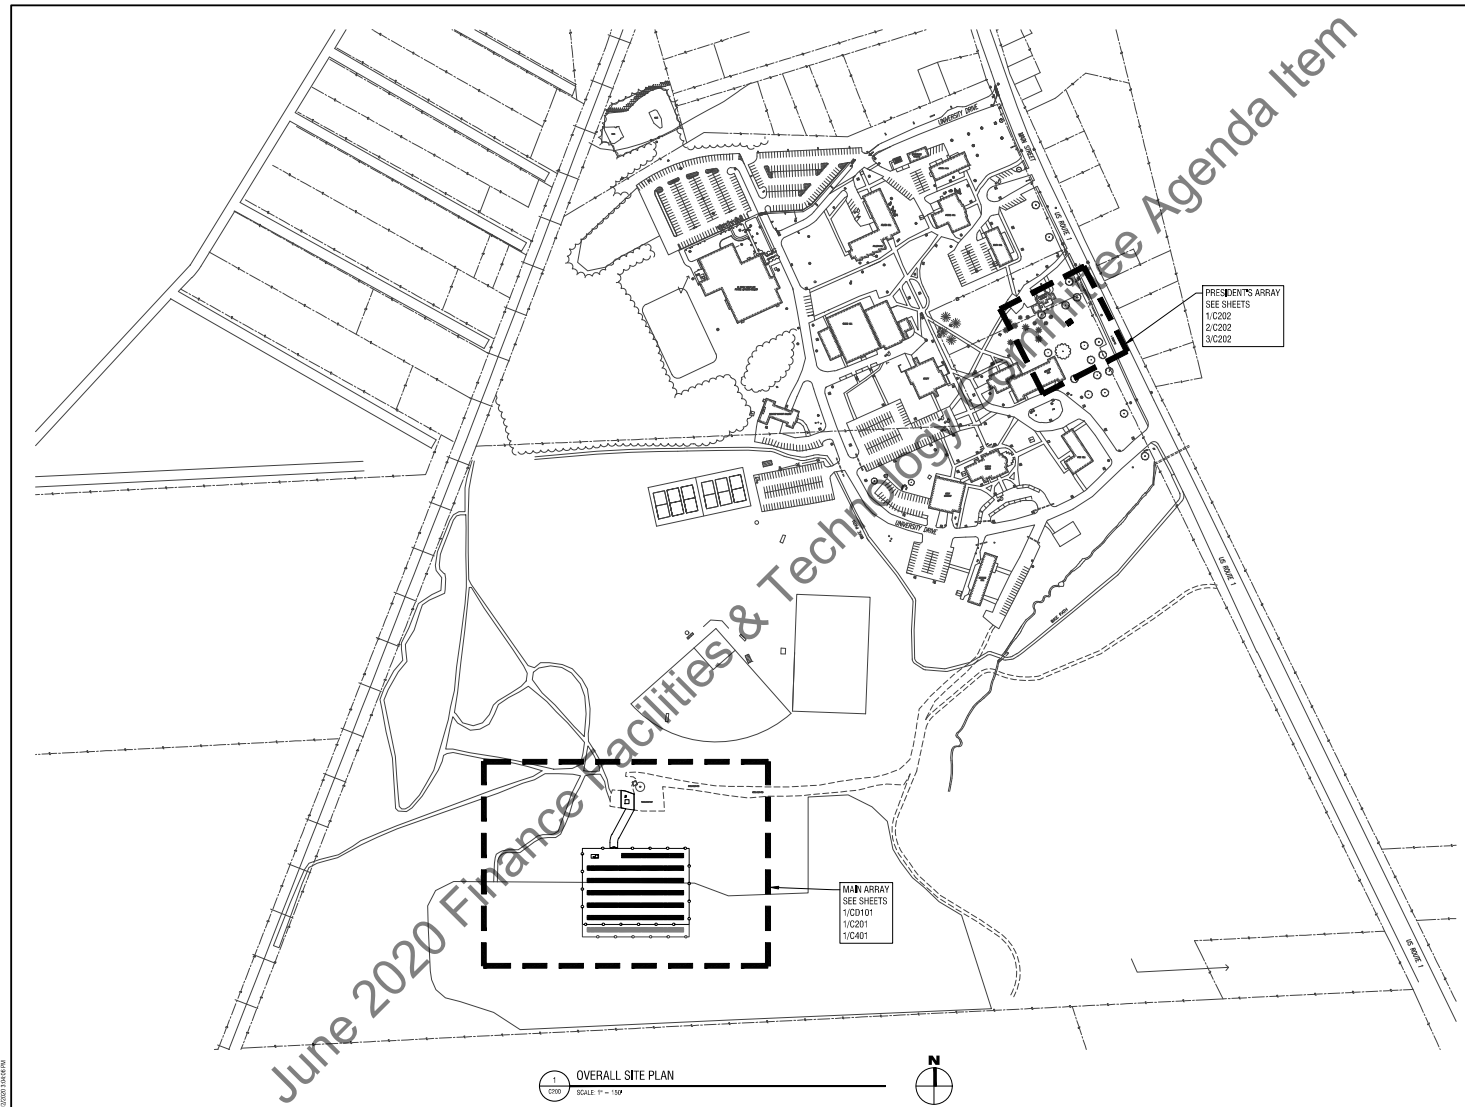 UNIVERSITY DRIVE
MAIN STREET
US ROUTE 1
PRESIDENT'S ARRAY
SEE SHEETS
1/C202
2/C202
3/C202
UNIVERSITY DRIVE
US ROUTE 1
BIKE PATH
MAIN ARRAY
SEE SHEETS
1/CD101
1/C201
1/C401
US ROUTE 1
June 2020 Finance Facilities & Technology Committee Agenda Item
N
1
C200
OVERALL SITE PLAN
SCALE: 1" = 150'